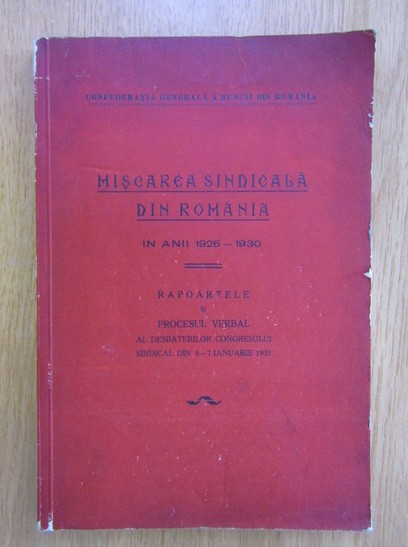 CONFEDERAȚIA GENERALĂ A MUNCII DIN ROMÂNIA
MIȘCAREA SINDICALĂ
DIN ROMÂNIA
IN ANII 1926 — 1930
RAPOARTELE
ȘI
PROCESUL VERBAL
AL DESBATERILOR CONGRESULUI
SINDICAL DIN 4—7 IANUARIE 1931